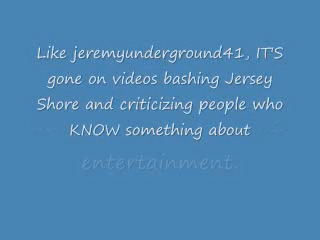 Like jeremyunderground41, IT'S
gone on videos bashing Jersey
Shore and criticizing people who
KNOW something about
entertainment.